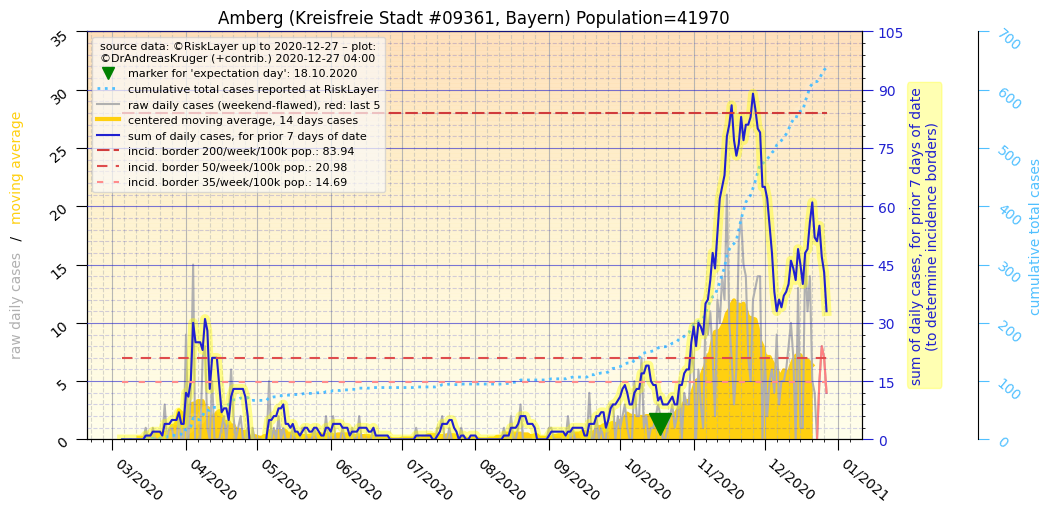 Amberg (Kreisfreie Stadt #09361, Bayern) Population=41970
source data: ©RiskLayer up to 2020-12-27 – plot:
©DrAndreasKruger (+contrib.) 2020-12-27 04:00
marker for 'expectation day': 18.10.2020
cumulative total cases reported at RiskLayer
raw daily cases (weekend-flawed), red: last 5
centered moving average, 14 days cases
sum of daily cases, for prior 7 days of date
incid. border 200/week/100k pop.: 83.94
incid. border 50/week/100k pop.: 20.98
incid. border 35/week/100k pop.: 14.69
raw daily cases / moving average
35
30
25
20
15
10
5
0
105
90
75
60
45
30
15
0
sum of daily cases, for prior 7 days of date
(to determine incidence borders)
700
600
500
400
300
200
100
0
cumulative total cases
03/2020
04/2020
05/2020
06/2020
07/2020
08/2020
09/2020
10/2020
11/2020
12/2020
01/2021